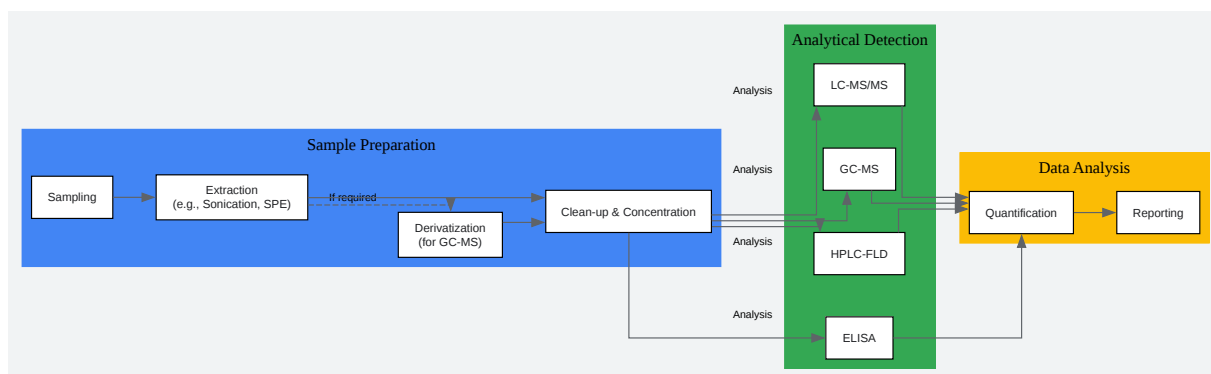 Sample Preparation
Sampling
Extraction
(e.g., Sonication, SPE)
If required
Derivatization
(for GC-MS)
Clean-up & Concentration
Analysis
Analysis
Analysis
Analysis
Analytical Detection
LC-MS/MS
GC-MS
HPLC-FLD
ELISA
Data Analysis
Quantification
Reporting